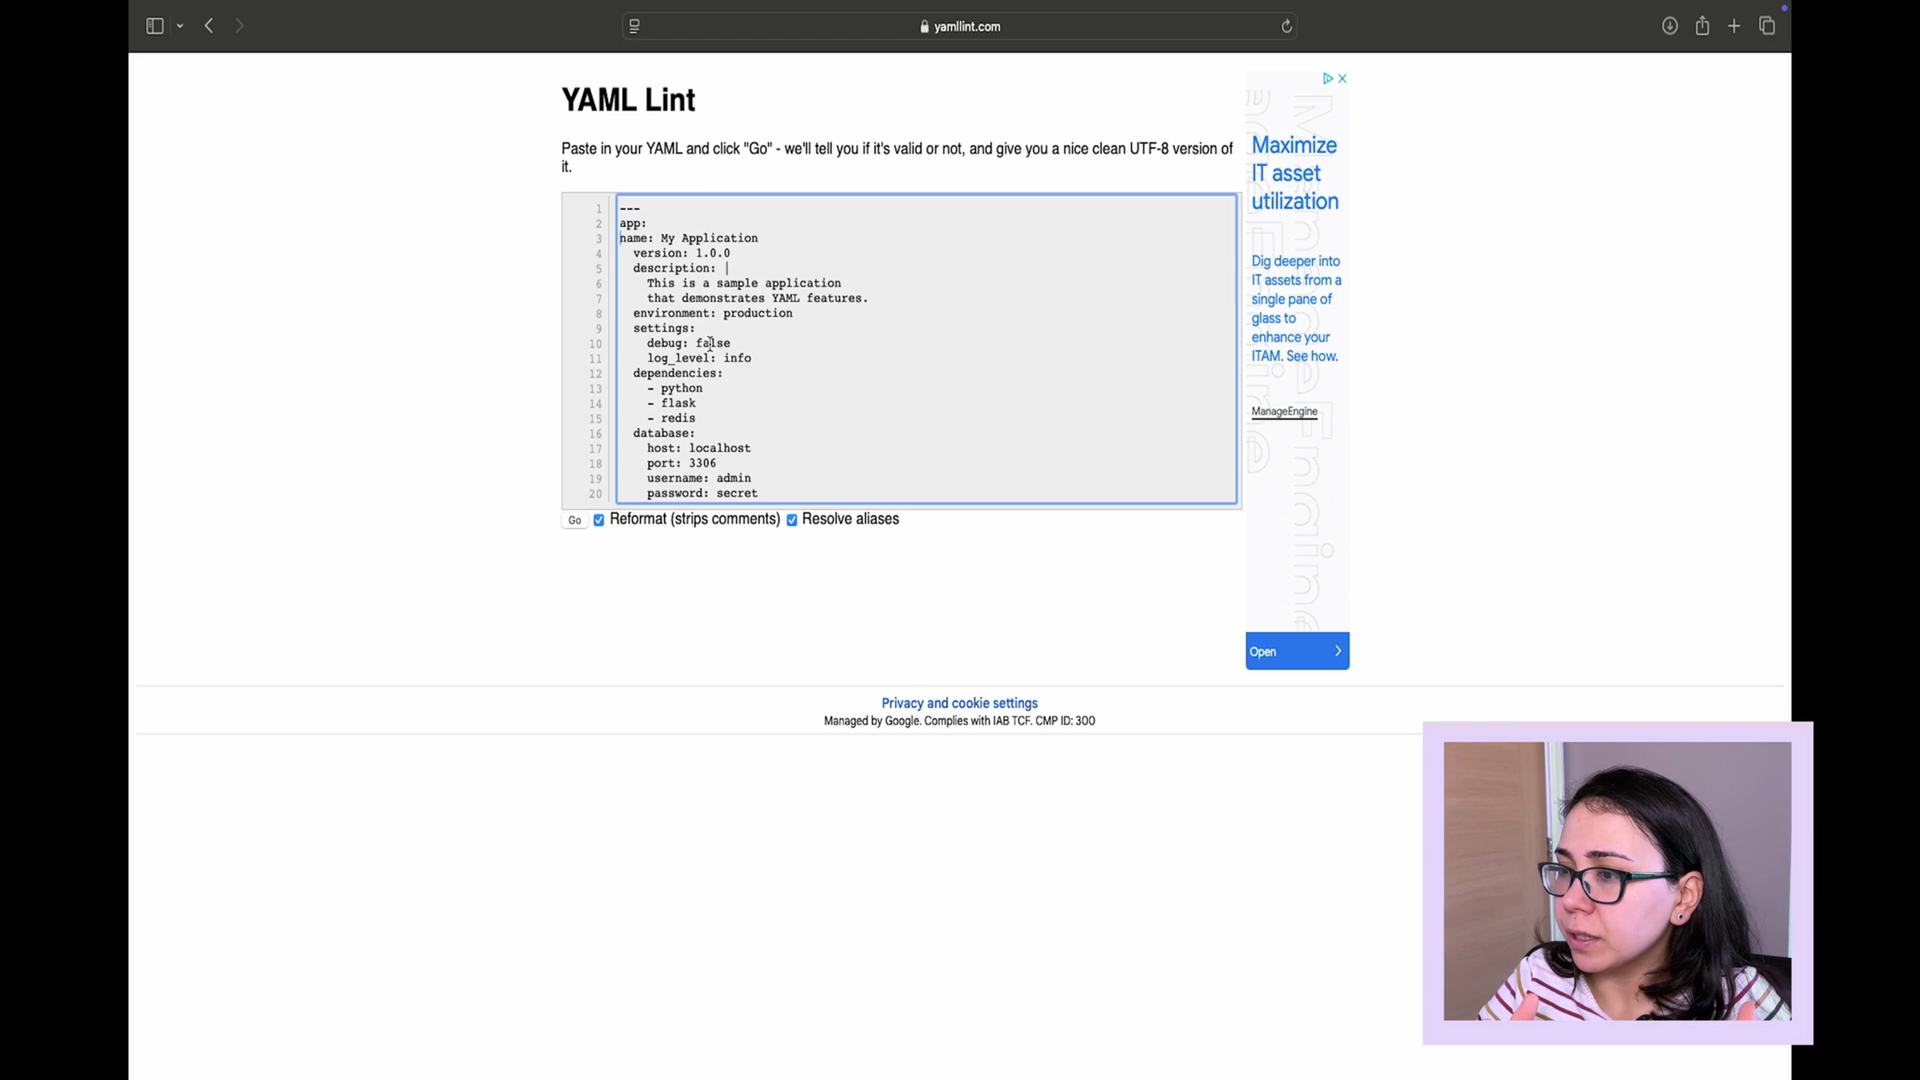 yamllint.com
YAML Lint
Paste in your YAML and click "Go" - we'll tell you if it's valid or not, and give you a nice clean UTF-8 version of
it.
1 ---
2 app:
3 name: My Application
4   version: 1.0.0
5   description: |
6     This is a sample application
7     that demonstrates YAML features.
8   environment: production
9   settings:
10     debug: false
11     log_level: info
12   dependencies:
13     - python
14     - flask
15     - redis
16   database:
17     host: localhost
18     port: 3306
19     username: admin
20     password: secret
Go Reformat (strips comments) Resolve aliases
Maximize
IT asset
utilization
Dig deeper into
IT assets from a
single pane of
glass to
enhance your
ITAM. See how.
ManageEngine
ManageEngine
Open
Privacy and cookie settings
Managed by Google. Complies with IAB TCF. CMP ID: 300